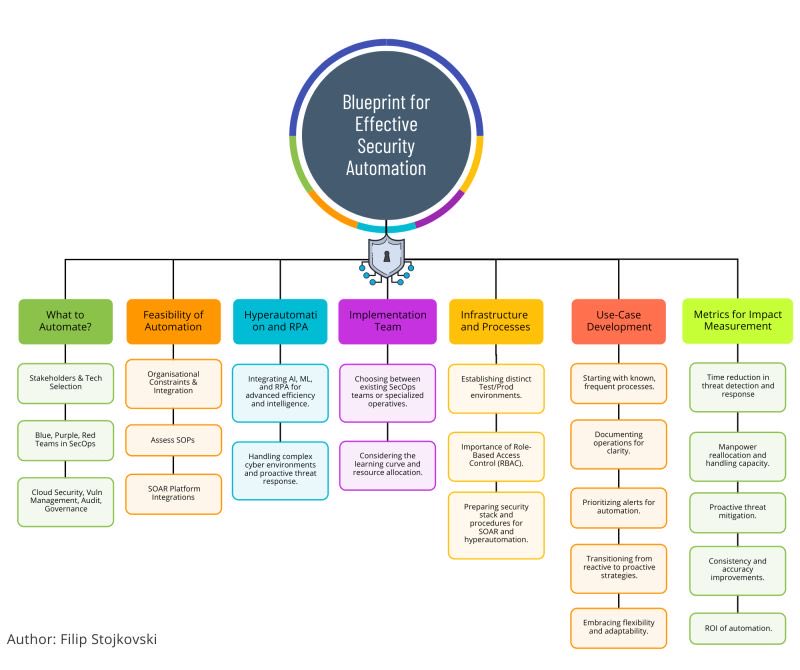 Blueprint for
Effective
Security
Automation
What to
Automate?
Stakeholders & Tech
Selection
Blue, Purple, Red
Teams in SecOps
Cloud Security, Vuln
Management, Audit,
Governance
Feasibility of
Automation
Organisational
Constraints &
Integration
Assess SOPs
SOAR Platform
Integrations
Hyperautomati
on and RPA
Integrating AI, ML,
and RPA for
advanced efficiency
and intelligence.
Handling complex
cyber environments
and proactive threat
response.
Implementation
Team
Choosing between
existing SecOps
teams or specialized
operatives.
Considering the
learning curve and
resource allocation.
Infrastructure
and Processes
Establishing distinct
Test/Prod
environments.
Importance of Role-
Based Access
Control (RBAC).
Preparing security
stack and
procedures for
SOAR and
hyperautomation.
Use-Case
Development
Starting with known,
frequent processes.
Documenting
operations for
clarity.
Prioritizing alerts for
automation.
Transitioning from
reactive to proactive
strategies.
Embracing flexibility
and adaptability.
Metrics for Impact
Measurement
Time reduction in
threat detection and
response
Manpower
reallocation and
handling capacity.
Proactive threat
mitigation.
Consistency and
accuracy
improvements.
ROI of automation.
Author: Filip Stojkovski